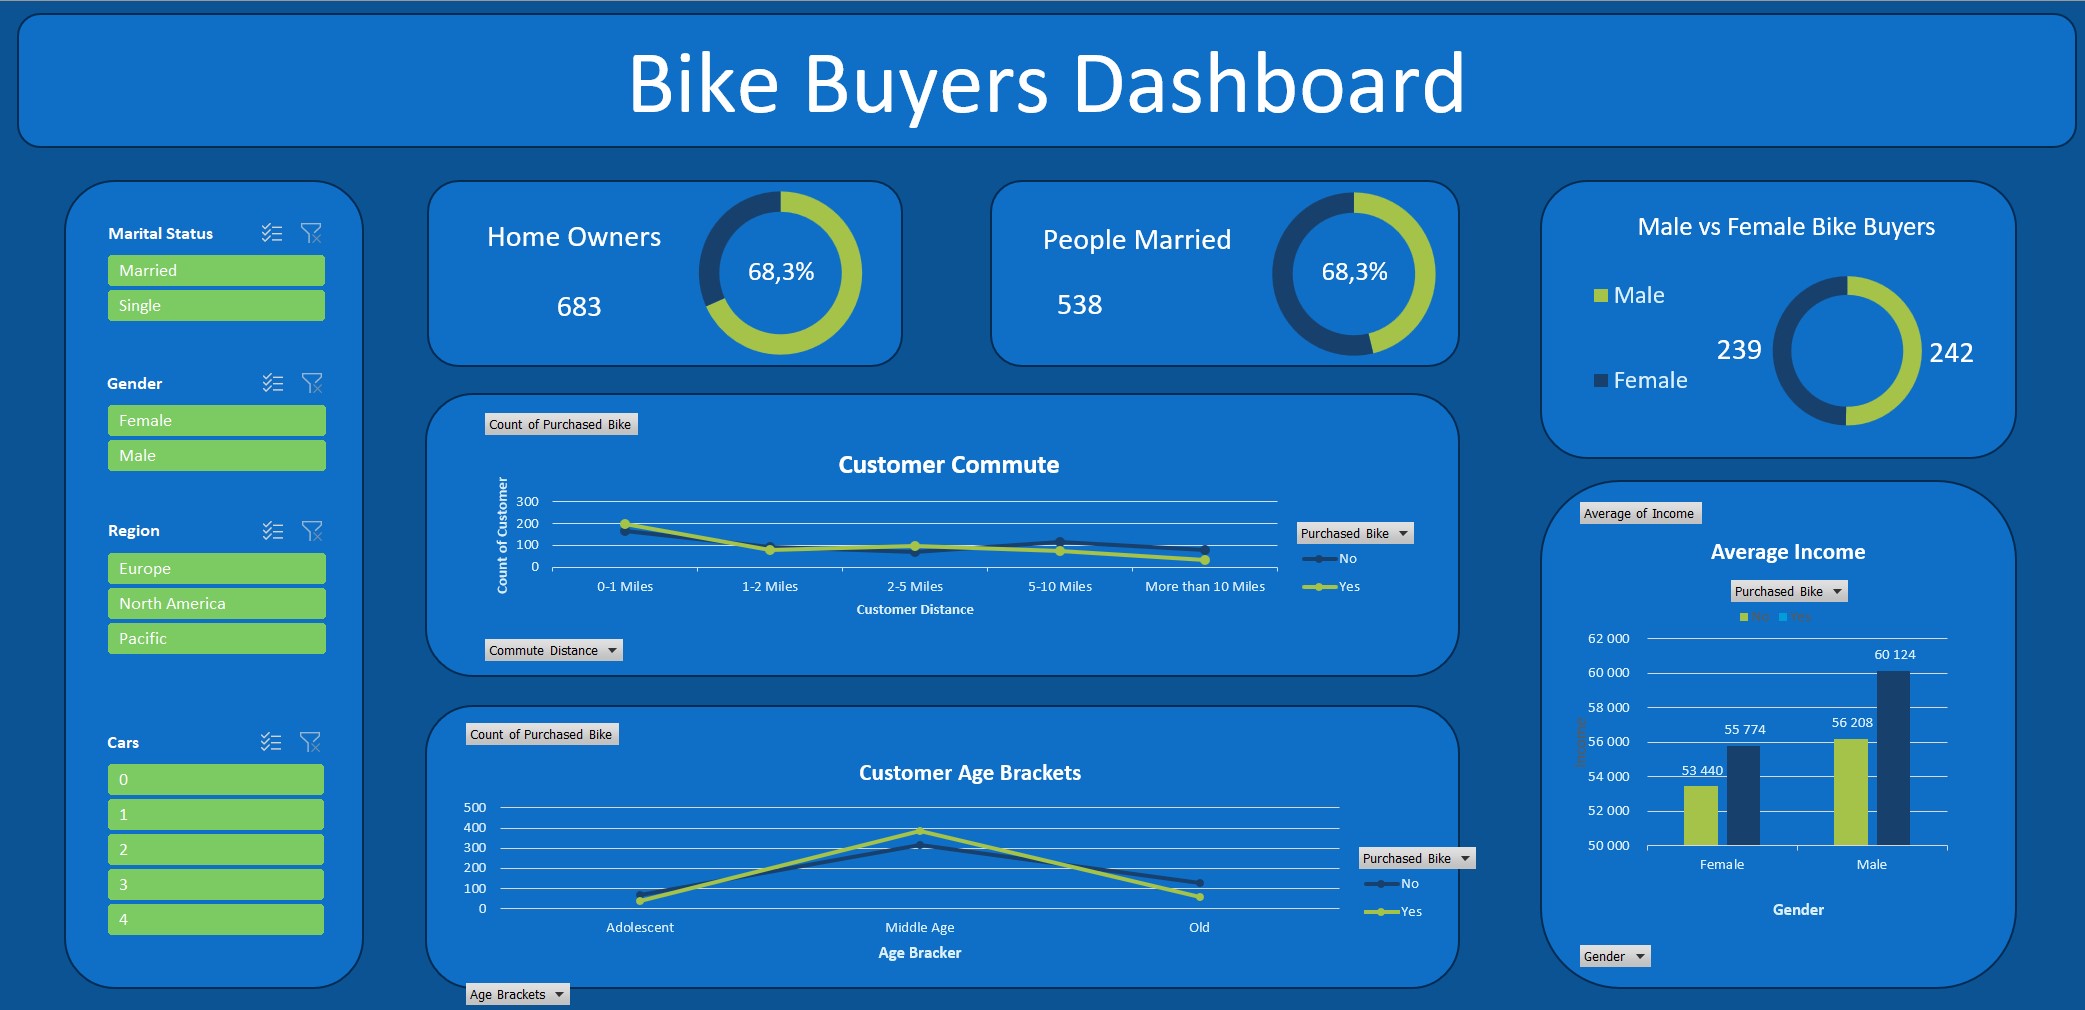 Bike Buyers Dashboard
Marital Status
Married
Single
Gender
Female
Male
Region
Europe
North America
Pacific
Cars
0
1
2
3
4
Home Owners
683
68,3%
People Married
538
68,3%
Male vs Female Bike Buyers
Male
Female
239
242
Count of Purchased Bike
Customer Commute
Count of Customer
300
200
100
0
0-1 Miles
1-2 Miles
2-5 Miles
5-10 Miles
More than 10 Miles
Customer Distance
Purchased Bike
No
Yes
Commute Distance
Count of Purchased Bike
Customer Age Brackets
500
400
300
200
100
0
Adolescent
Middle Age
Old
Age Bracker
Purchased Bike
No
Yes
Age Brackets
Average of Income
Average Income
Purchased Bike
62 000
60 000
58 000
56 000
54 000
52 000
50 000
53 440
55 774
56 208
60 124
Female
Male
Gender
Gender